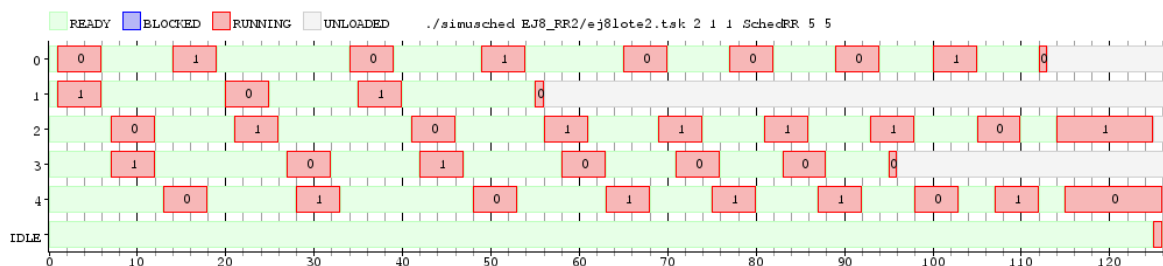 READY BLOCKED RUNNING UNLOADED ./simusched EJ8_RR2/ej8lote2.tsk 2 1 1 SchedRR 5 5
0 0 1 0 1 0 0 0 1 0
1 1 0 1 0
2 0 1 0 1 1 1 1 0 1
3 1 0 1 0 0 0 0
4 0 1 0 1 1 1 0 1 0
IDLE
0 10 20 30 40 50 60 70 80 90 100 110 120